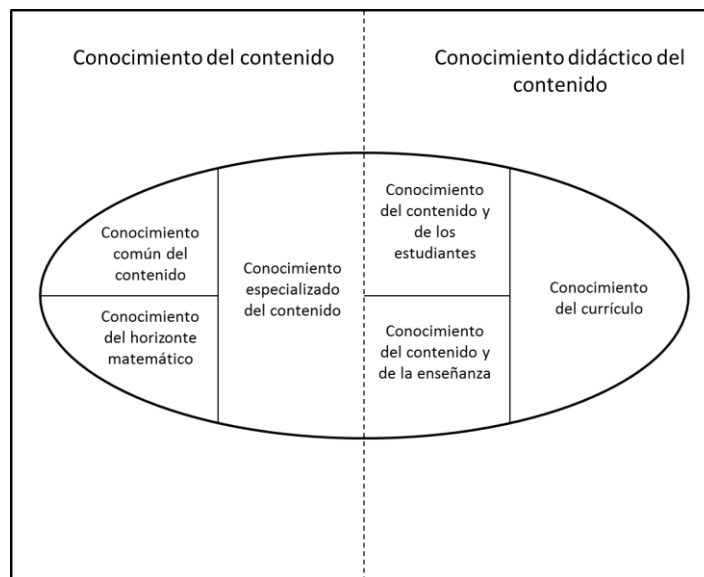 Conocimiento del contenido
Conocimiento didáctico del
contenido
Conocimiento
común del
contenido
Conocimiento
del horizonte
matemático
Conocimiento
especializado
del contenido
Conocimiento
del contenido y
de los
estudiantes
Conocimiento
del contenido y
de la enseñanza
Conocimiento
del currículo